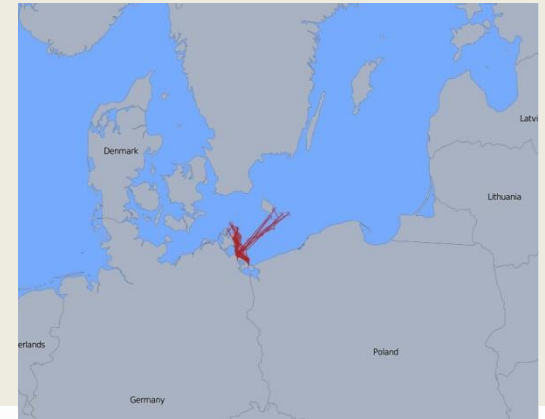 Denmark
Latvi
Lithuania
erlands
Poland
Germany